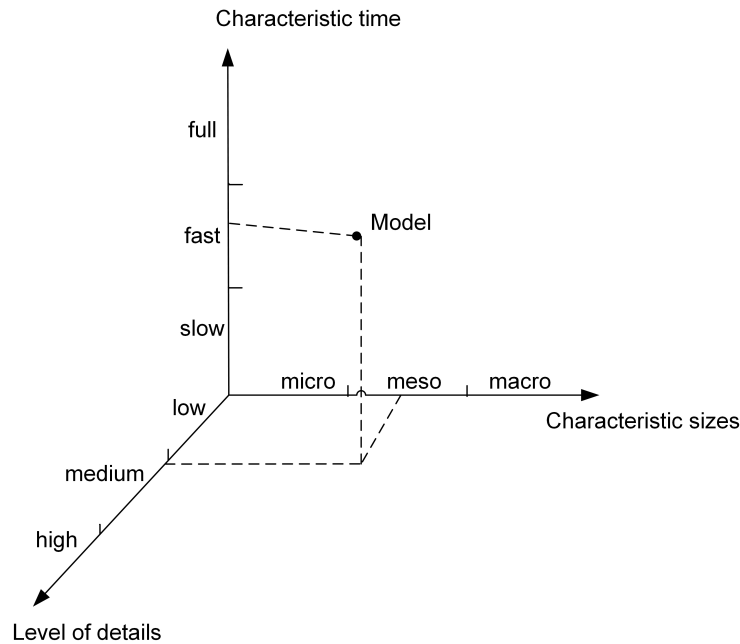 Characteristic time
full
Model
fast
slow
micro meso macro
low
Characteristic sizes
medium
high
Level of details